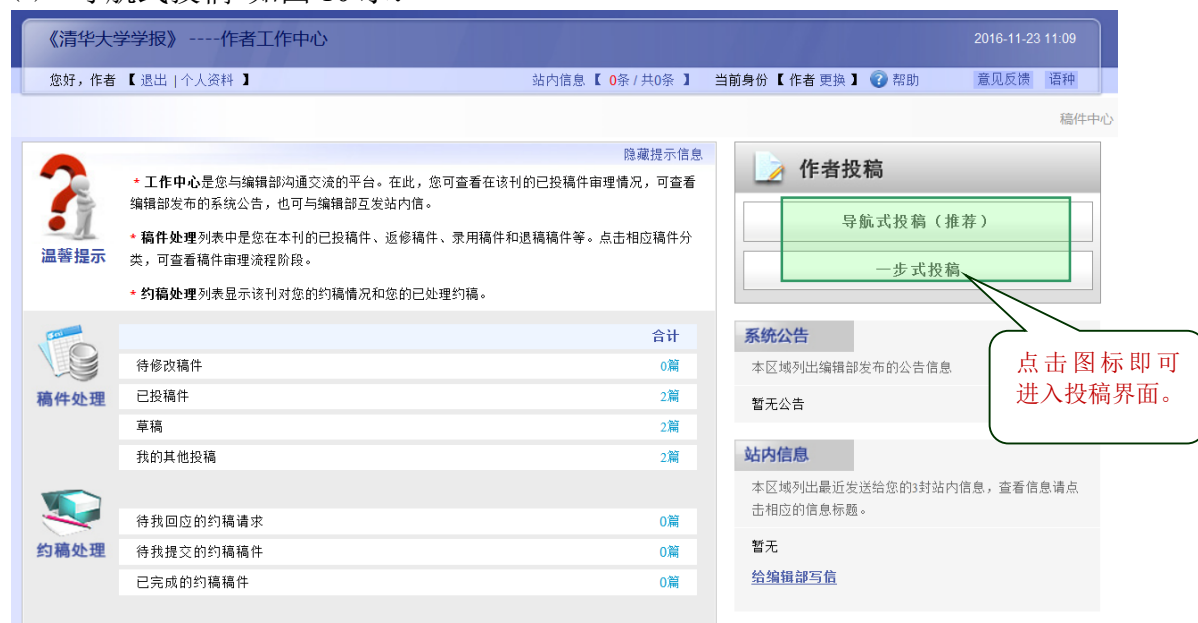 《清华大学学报》 ----作者工作中心
2016-11-23 11:09
您好，作者 【 退出 | 个人资料 】
站内信息【 0条 / 共0条 】
当前身份【 作者 更换 】 帮助
意见反馈 语种
稿件中心
隐藏提示信息
温馨提示
* 工作中心是您与编辑部沟通交流的平台。在此，您可查看在该刊的已投稿件审理情况，可查看
编辑部发布的系统公告，也可与编辑部互发站内信。
* 稿件处理列表中是您在本刊的已投稿件、返修稿件、录用稿件和退稿稿件等。点击相应稿件分
类，可查看稿件审理流程阶段。
* 约稿处理列表显示该刊对您的约稿情况和您的已处理约稿。
作者投稿
导航式投稿（推荐）
一步式投稿
点击图标即可
进入投稿界面。
稿件处理
合计
待修改稿件 0篇
已投稿件 2篇
草稿 2篇
我的其他投稿 2篇
约稿处理
待我回应的约稿请求 0篇
待我提交的约稿稿件 0篇
已完成的约稿稿件 0篇
系统公告
本区域列出编辑部发布的公告信息
暂无公告
站内信息
本区域列出最近发送给您的3封站内信息，查看信息请点
击相应的信息标题。
暂无
给编辑部写信